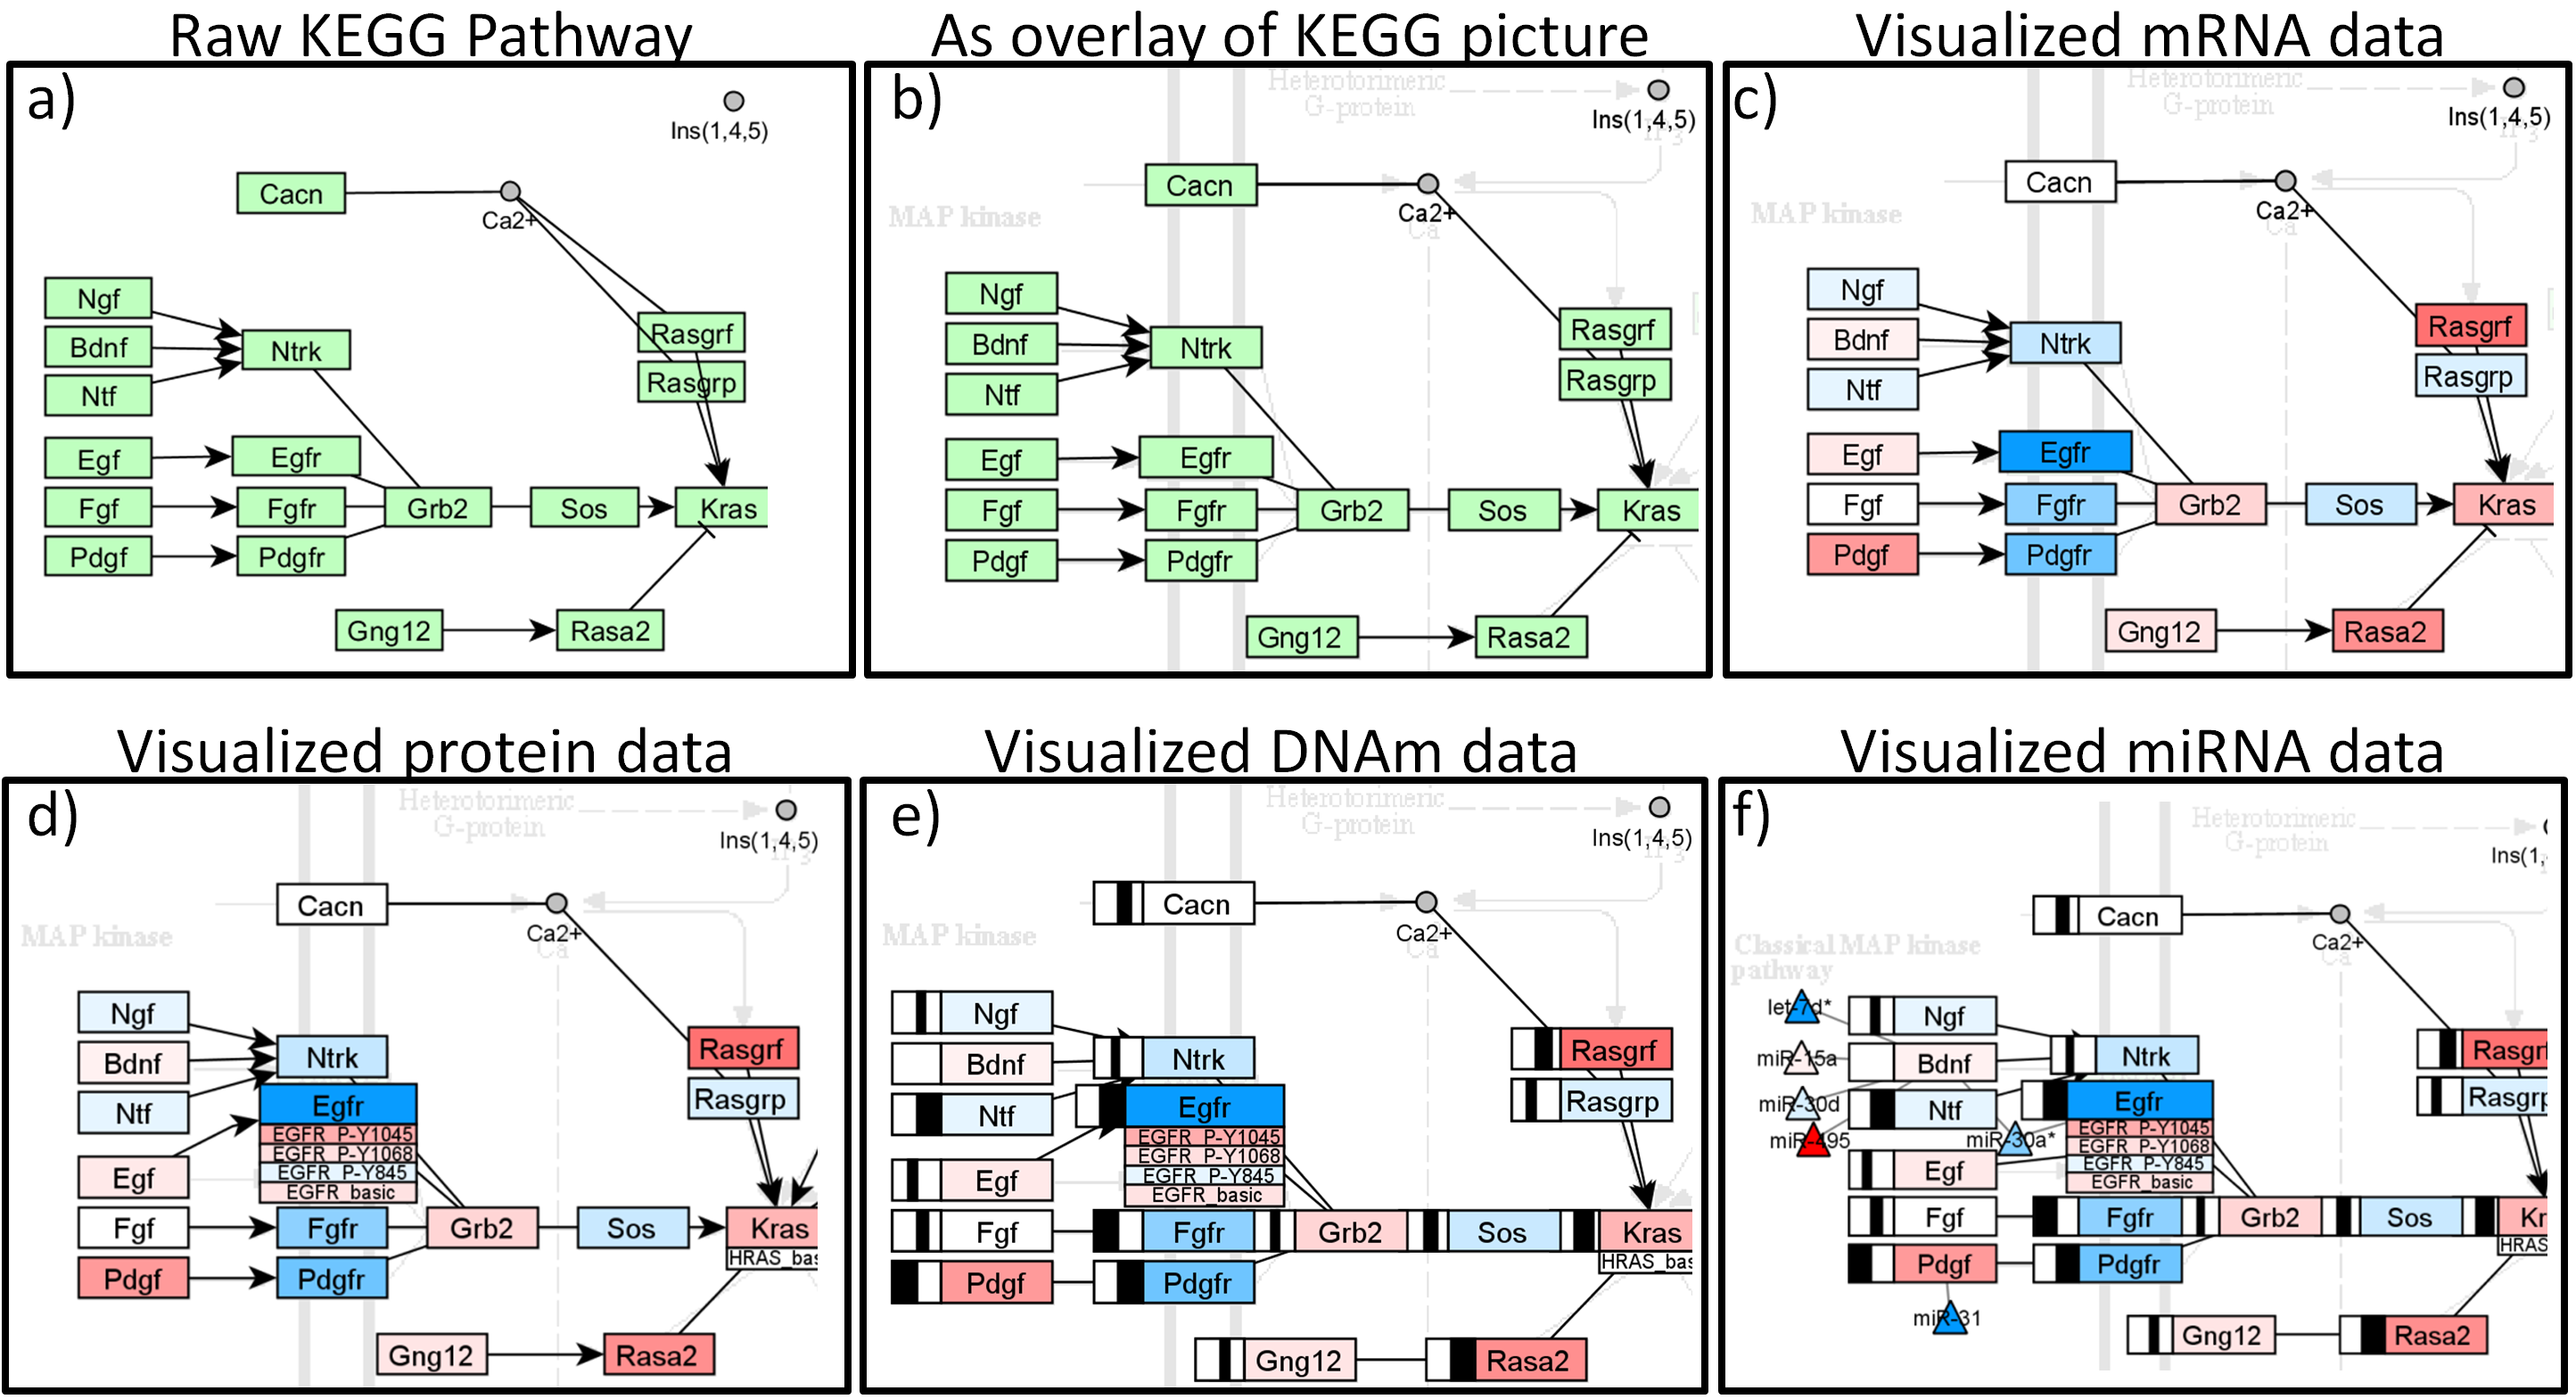 Raw KEGG Pathway
a)
Ins(1,4,5)
Cacn
Ca2+
Ngf
Bdnf
Ntf
Ntrk
Rasgrf
Rasgrp
Egf
Egfr
Fgf
Fgfr
Grb2
Sos
Kras
Pdgf
Pdgfr
Gng12
Rasa2
As overlay of KEGG picture
b)
Heterotorimeric
G-protein
Ins(1,4,5)
IP3
Cacn
MAP kinase
Ca2+
Ca
Ngf
Bdnf
Ntf
Ntrk
Rasgrf
Rasgrp
Egf
Egfr
Fgf
Fgfr
Grb2
Sos
Kras
Pdgf
Pdgfr
Gng12
Rasa2
Visualized mRNA data
c)
Heterotorimeric
G-protein
Ins(1,4,5)
IP3
Cacn
MAP kinase
Ca2+
Ca
Ngf
Bdnf
Ntf
Ntrk
Rasgrf
Rasgrp
Egf
Egfr
Fgf
Fgfr
Grb2
Sos
Kras
Pdgf
Pdgfr
Gng12
Rasa2
Visualized protein data
d)
Heterotorimeric
G-protein
Ins(1,4,5)
IP3
Cacn
MAP kinase
Ca2+
Ca
Ngf
Bdnf
Ntf
Ntrk
Rasgrf
Rasgrp
Egfr
EGFR_P-Y1045
EGFR_P-Y1068
EGFR_P-Y845
EGFR_basic
Egf
Fgf
Fgfr
Grb2
Sos
Kras
HRAS_bas
Pdgf
Pdgfr
Gng12
Rasa2
Visualized DNAm data
e)
Heterotorimeric
G-protein
Ins(1,4,5)
IP3
Cacn
MAP kinase
Ca2+
Ca
Ngf
Bdnf
Ntf
Ntrk
Rasgrf
Rasgrp
Egfr
EGFR_P-Y1045
EGFR_P-Y1068
EGFR_P-Y845
EGFR_basic
Egf
Fgf
Fgfr
Grb2
Sos
Kras
HRAS_bas
Pdgf
Pdgfr
Gng12
Rasa2
Visualized miRNA data
f)
Heterotorimeric
G-protein
Ins(1,
Cacn
Classical MAP kinase
pathway
Ca2+
Ca
let-7d*
miR-15a
miR-30d
miR-495
miR-30a*
Ngf
Bdnf
Ntf
Ntrk
Rasgrf
Rasgrp
Egfr
EGFR_P-Y1045
EGFR_P-Y1068
EGFR_P-Y845
EGFR_basic
Egf
Fgf
Fgfr
Grb2
Sos
Kr
HRAS
Pdgf
Pdgfr
miR-31
Gng12
Rasa2